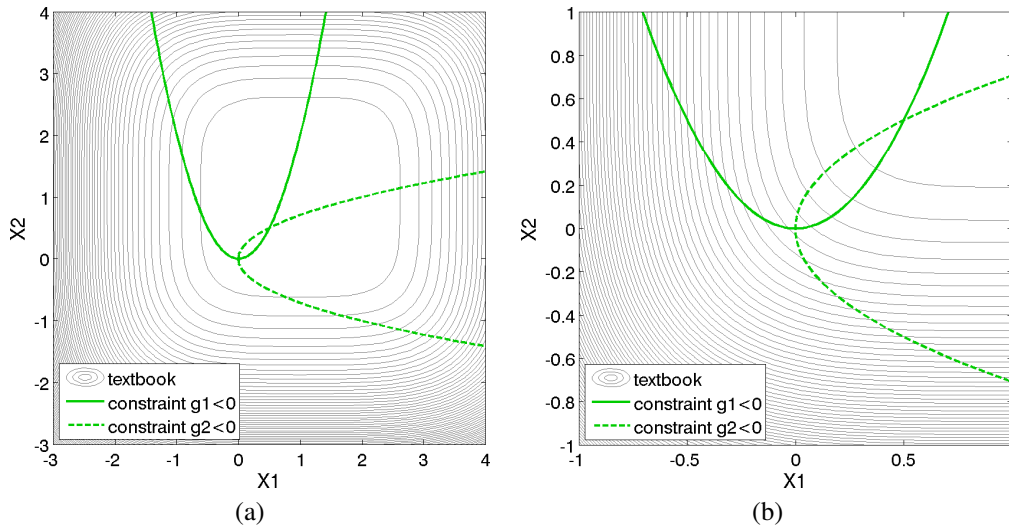 4
3
2
1
0
-1
-2
-3
X2
textbook
constraint g1<0
constraint g2<0
-3 -2 -1 0 1 2 3 4
X1
(a)
1
0.8
0.6
0.4
0.2
0
-0.2
-0.4
-0.6
-0.8
-1
X2
textbook
constraint g1<0
constraint g2<0
-1 -0.5 0 0.5
X1
(b)